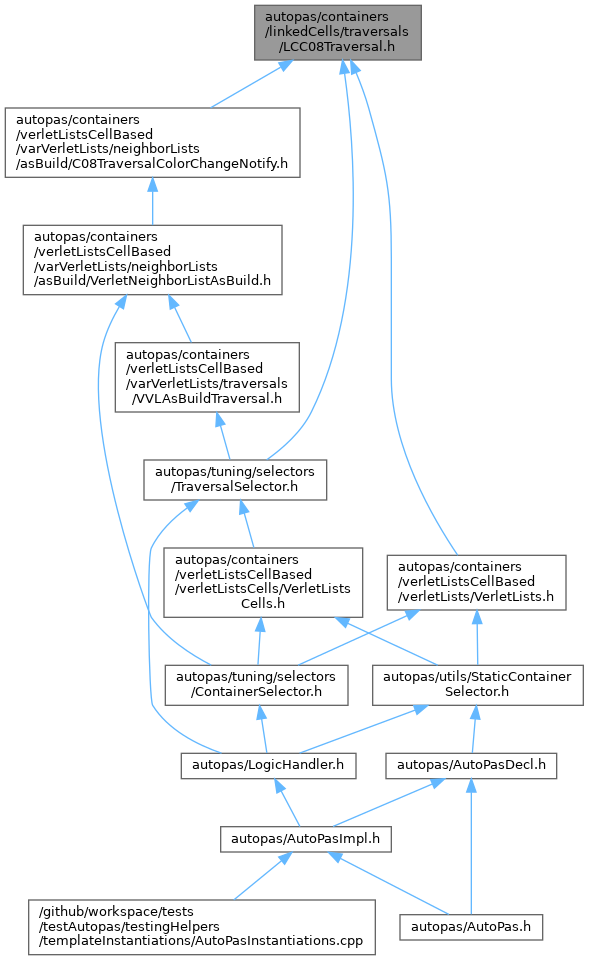 autopas/containers
/linkedCells/traversals
/LCC08Traversal.h
autopas/containers
/verletListsCellBased
/varVerletLists/neighborLists
/asBuild/C08TraversalColorChangeNotify.h
autopas/containers
/verletListsCellBased
/varVerletLists/neighborLists
/asBuild/VerletNeighborListAsBuild.h
autopas/containers
/verletListsCellBased
/varVerletLists/traversals
/VVLAsBuildTraversal.h
autopas/tuning/selectors
/TraversalSelector.h
autopas/containers
/verletListsCellBased
/verletListsCells/VerletLists
Cells.h
autopas/containers
/verletListsCellBased
/verletLists/VerletLists.h
autopas/tuning/selectors
/ContainerSelector.h
autopas/utils/StaticContainer
Selector.h
autopas/LogicHandler.h
autopas/AutoPasDecl.h
autopas/AutoPasImpl.h
/github/workspace/tests
/testAutopas/testingHelpers
/templateInstantiations/AutoPasInstantiations.cpp
autopas/AutoPas.h